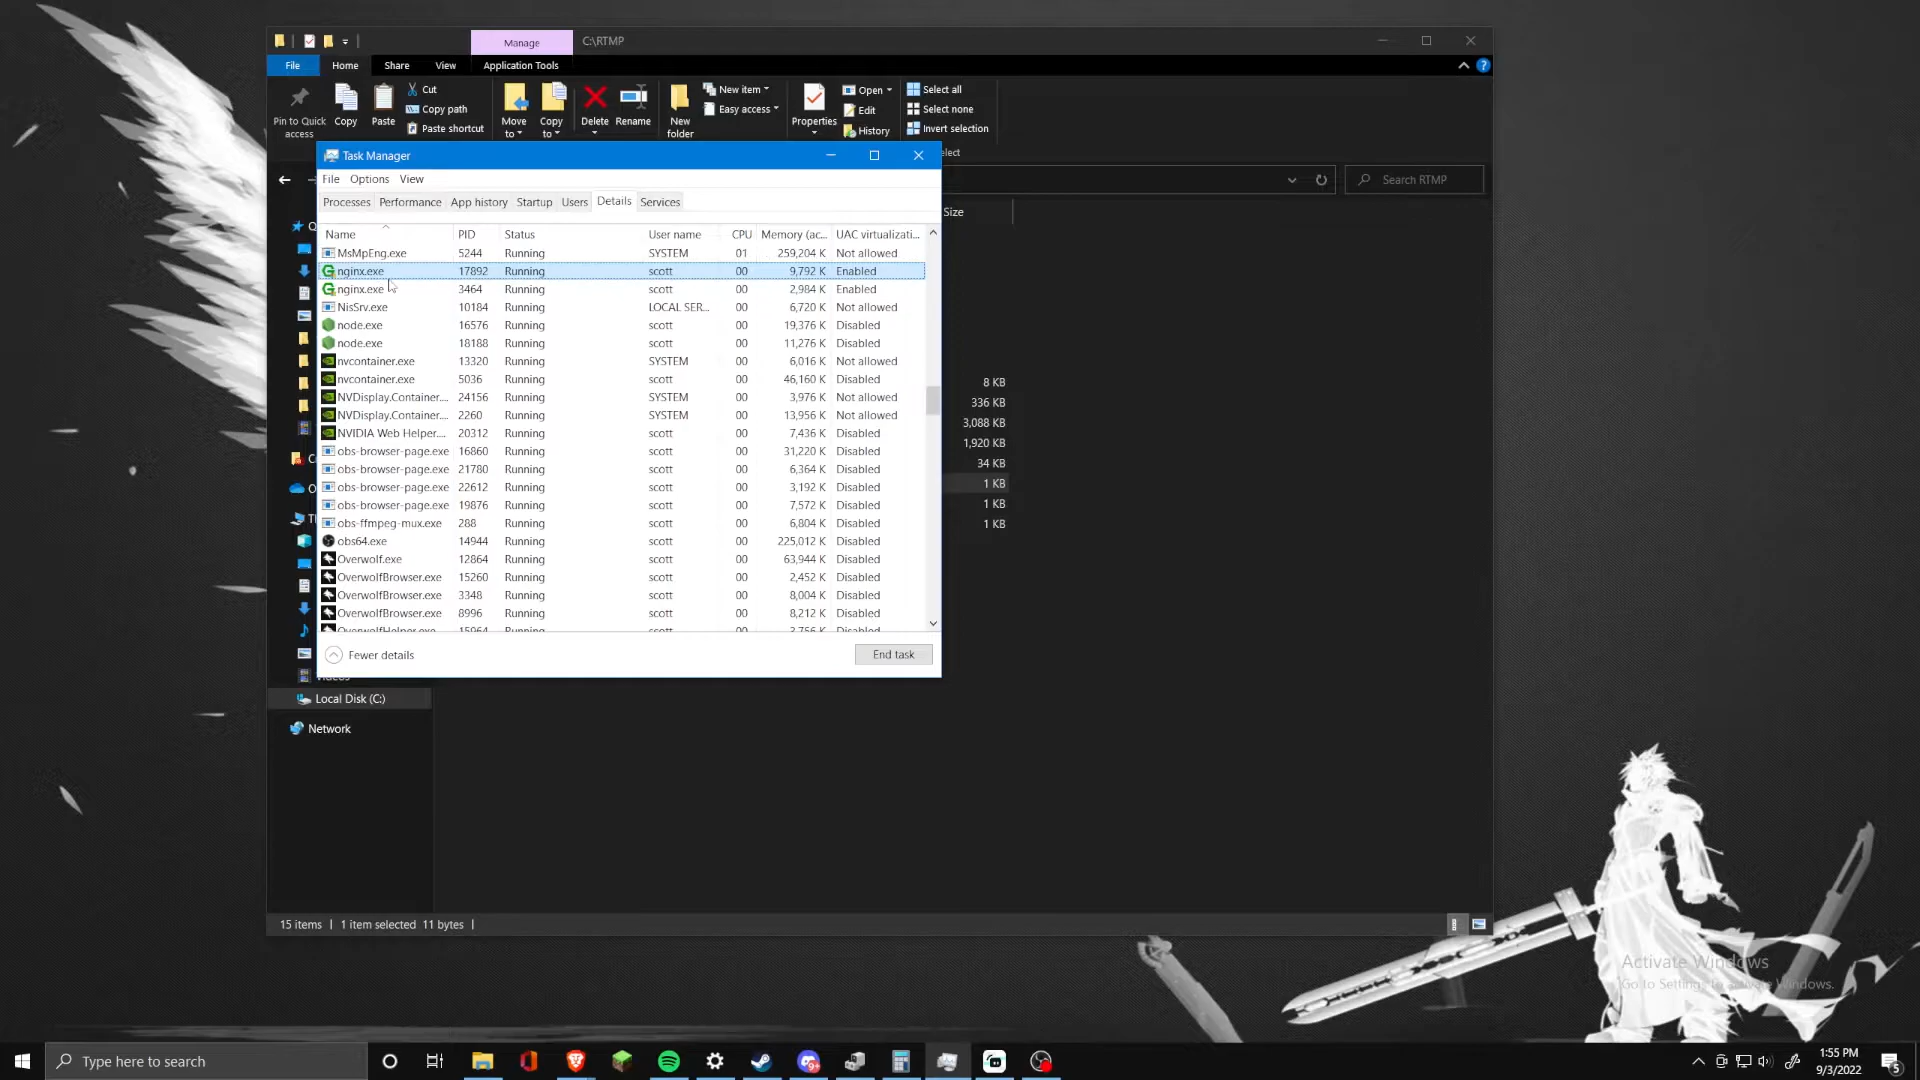 Manage
C:\RTMP
File
Home
Share
View
Application Tools
Pin to Quick access
Copy
Paste
Cut
Copy path
Paste shortcut
Move to
Copy to
Delete
Rename
New folder
New item
Easy access
Properties
Open
Edit
History
Select all
Select none
Invert selection
Search RTMP
Size
8 KB
336 KB
3,088 KB
1,920 KB
34 KB
1 KB
1 KB
1 KB
Task Manager
File Options View
Processes Performance App history Startup Users Details Services
Name PID Status User name CPU Memory (ac... UAC virtualizati...
MsMpEng.exe 5244 Running SYSTEM 01 259,204 K Not allowed
nginx.exe 17892 Running scott 00 9,792 K Enabled
nginx.exe 3464 Running scott 00 2,984 K Enabled
NisSrv.exe 10184 Running LOCAL SER... 00 6,720 K Not allowed
node.exe 16576 Running scott 00 19,376 K Disabled
node.exe 18188 Running scott 00 11,276 K Disabled
nvcontainer.exe 13320 Running SYSTEM 00 6,016 K Not allowed
nvcontainer.exe 5036 Running scott 00 46,160 K Disabled
NVDisplay.Container.... 24156 Running SYSTEM 00 3,976 K Not allowed
NVDisplay.Container.... 2260 Running SYSTEM 00 13,956 K Not allowed
NVIDIA Web Helper.... 20312 Running scott 00 7,436 K Disabled
obs-browser-page.exe 16860 Running scott 00 31,220 K Disabled
obs-browser-page.exe 21780 Running scott 00 6,364 K Disabled
obs-browser-page.exe 22612 Running scott 00 3,192 K Disabled
obs-browser-page.exe 19876 Running scott 00 7,572 K Disabled
obs-ffmpeg-mux.exe 288 Running scott 00 6,804 K Disabled
obs64.exe 14944 Running scott 00 225,012 K Disabled
Overwolf.exe 12864 Running scott 00 63,944 K Disabled
OverwolfBrowser.exe 15260 Running scott 00 2,452 K Disabled
OverwolfBrowser.exe 3348 Running scott 00 8,004 K Disabled
OverwolfBrowser.exe 8996 Running scott 00 8,212 K Disabled
OverwolfHelper.exe 15964 Running scott 00 3,756 K Disabled
Fewer details
End task
Local Disk (C:)
Network
15 items 1 item selected 11 bytes
Activate Windows
Go to Settings to activate Windows.
Type here to search
1:55 PM
9/3/2022
5